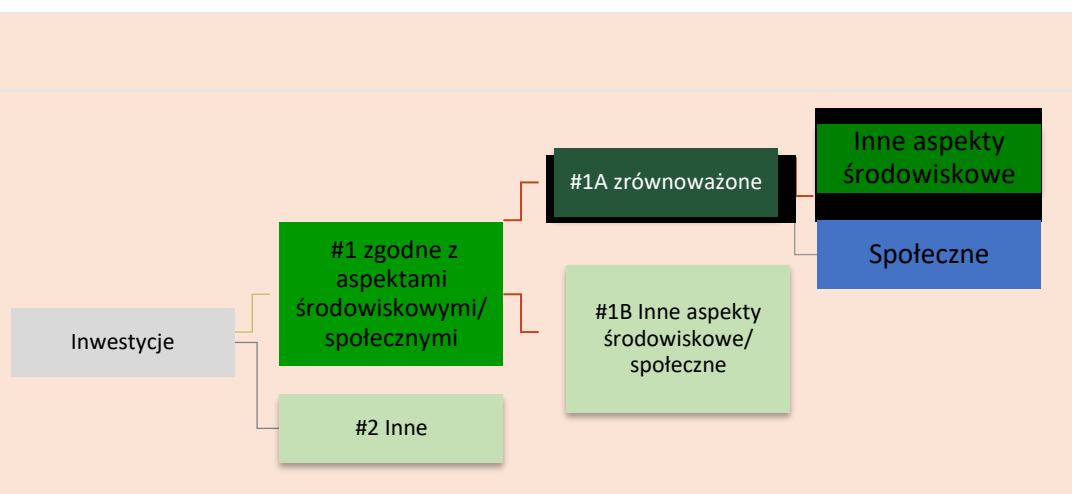 Inwestycje
#1 zgodne z
aspektami
środowiskowymi/
społecznymi
#2 Inne
#1A zrównoważone
#1B Inne aspekty
środowiskowe/
społeczne
Inne aspekty
środowiskowe
Społeczne